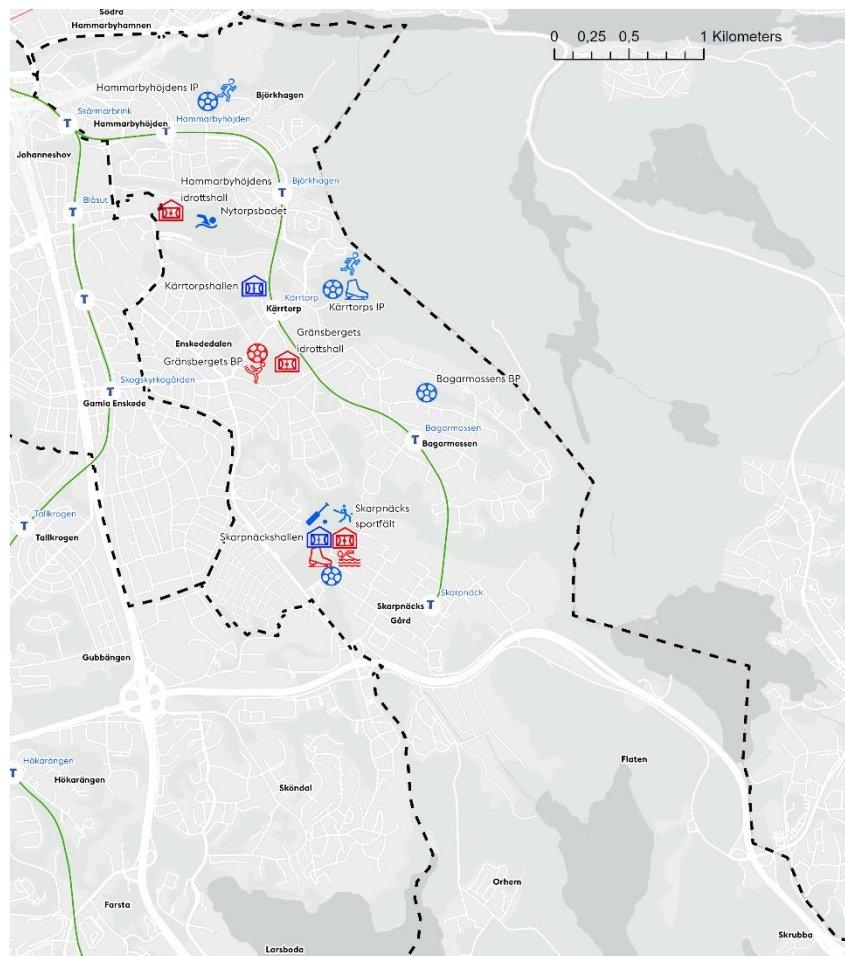 Södra
Hammarbyhamnen
0 0,25 0,5 1 Kilometers
Hammarbyhöjdens IP
Björkhagen
Skärmarbrink
Hammarbyhöjden
Hammarbyhöjden
T
T
Johanneshov
Hammarbyhöjdens
idrottshall
Björkhagen
T
Blåsut
T
Nytorpsbadet
Kärrtorpshallen
Kärrtorp
T
Kärrtorp
Kärrtorps IP
T
Enskededalen
Gränsbergets
idrottshall
Gränsbergets BP
Skogskyrkogården
T
Gamla Enskede
Bagarmossens BP
Bagarmossen
T
Bagarmossen
Tallkrogen
T
Tallkrogen
Skarpnäcks
sportfält
Skarpnäckshallen
Skarpnäck
T
Skarpnäcks
Gård
Gubbängen
Hökarängen
T
Hökarängen
Sköndal
Flaten
Orhem
Farsta
Larsboda
Skrubba